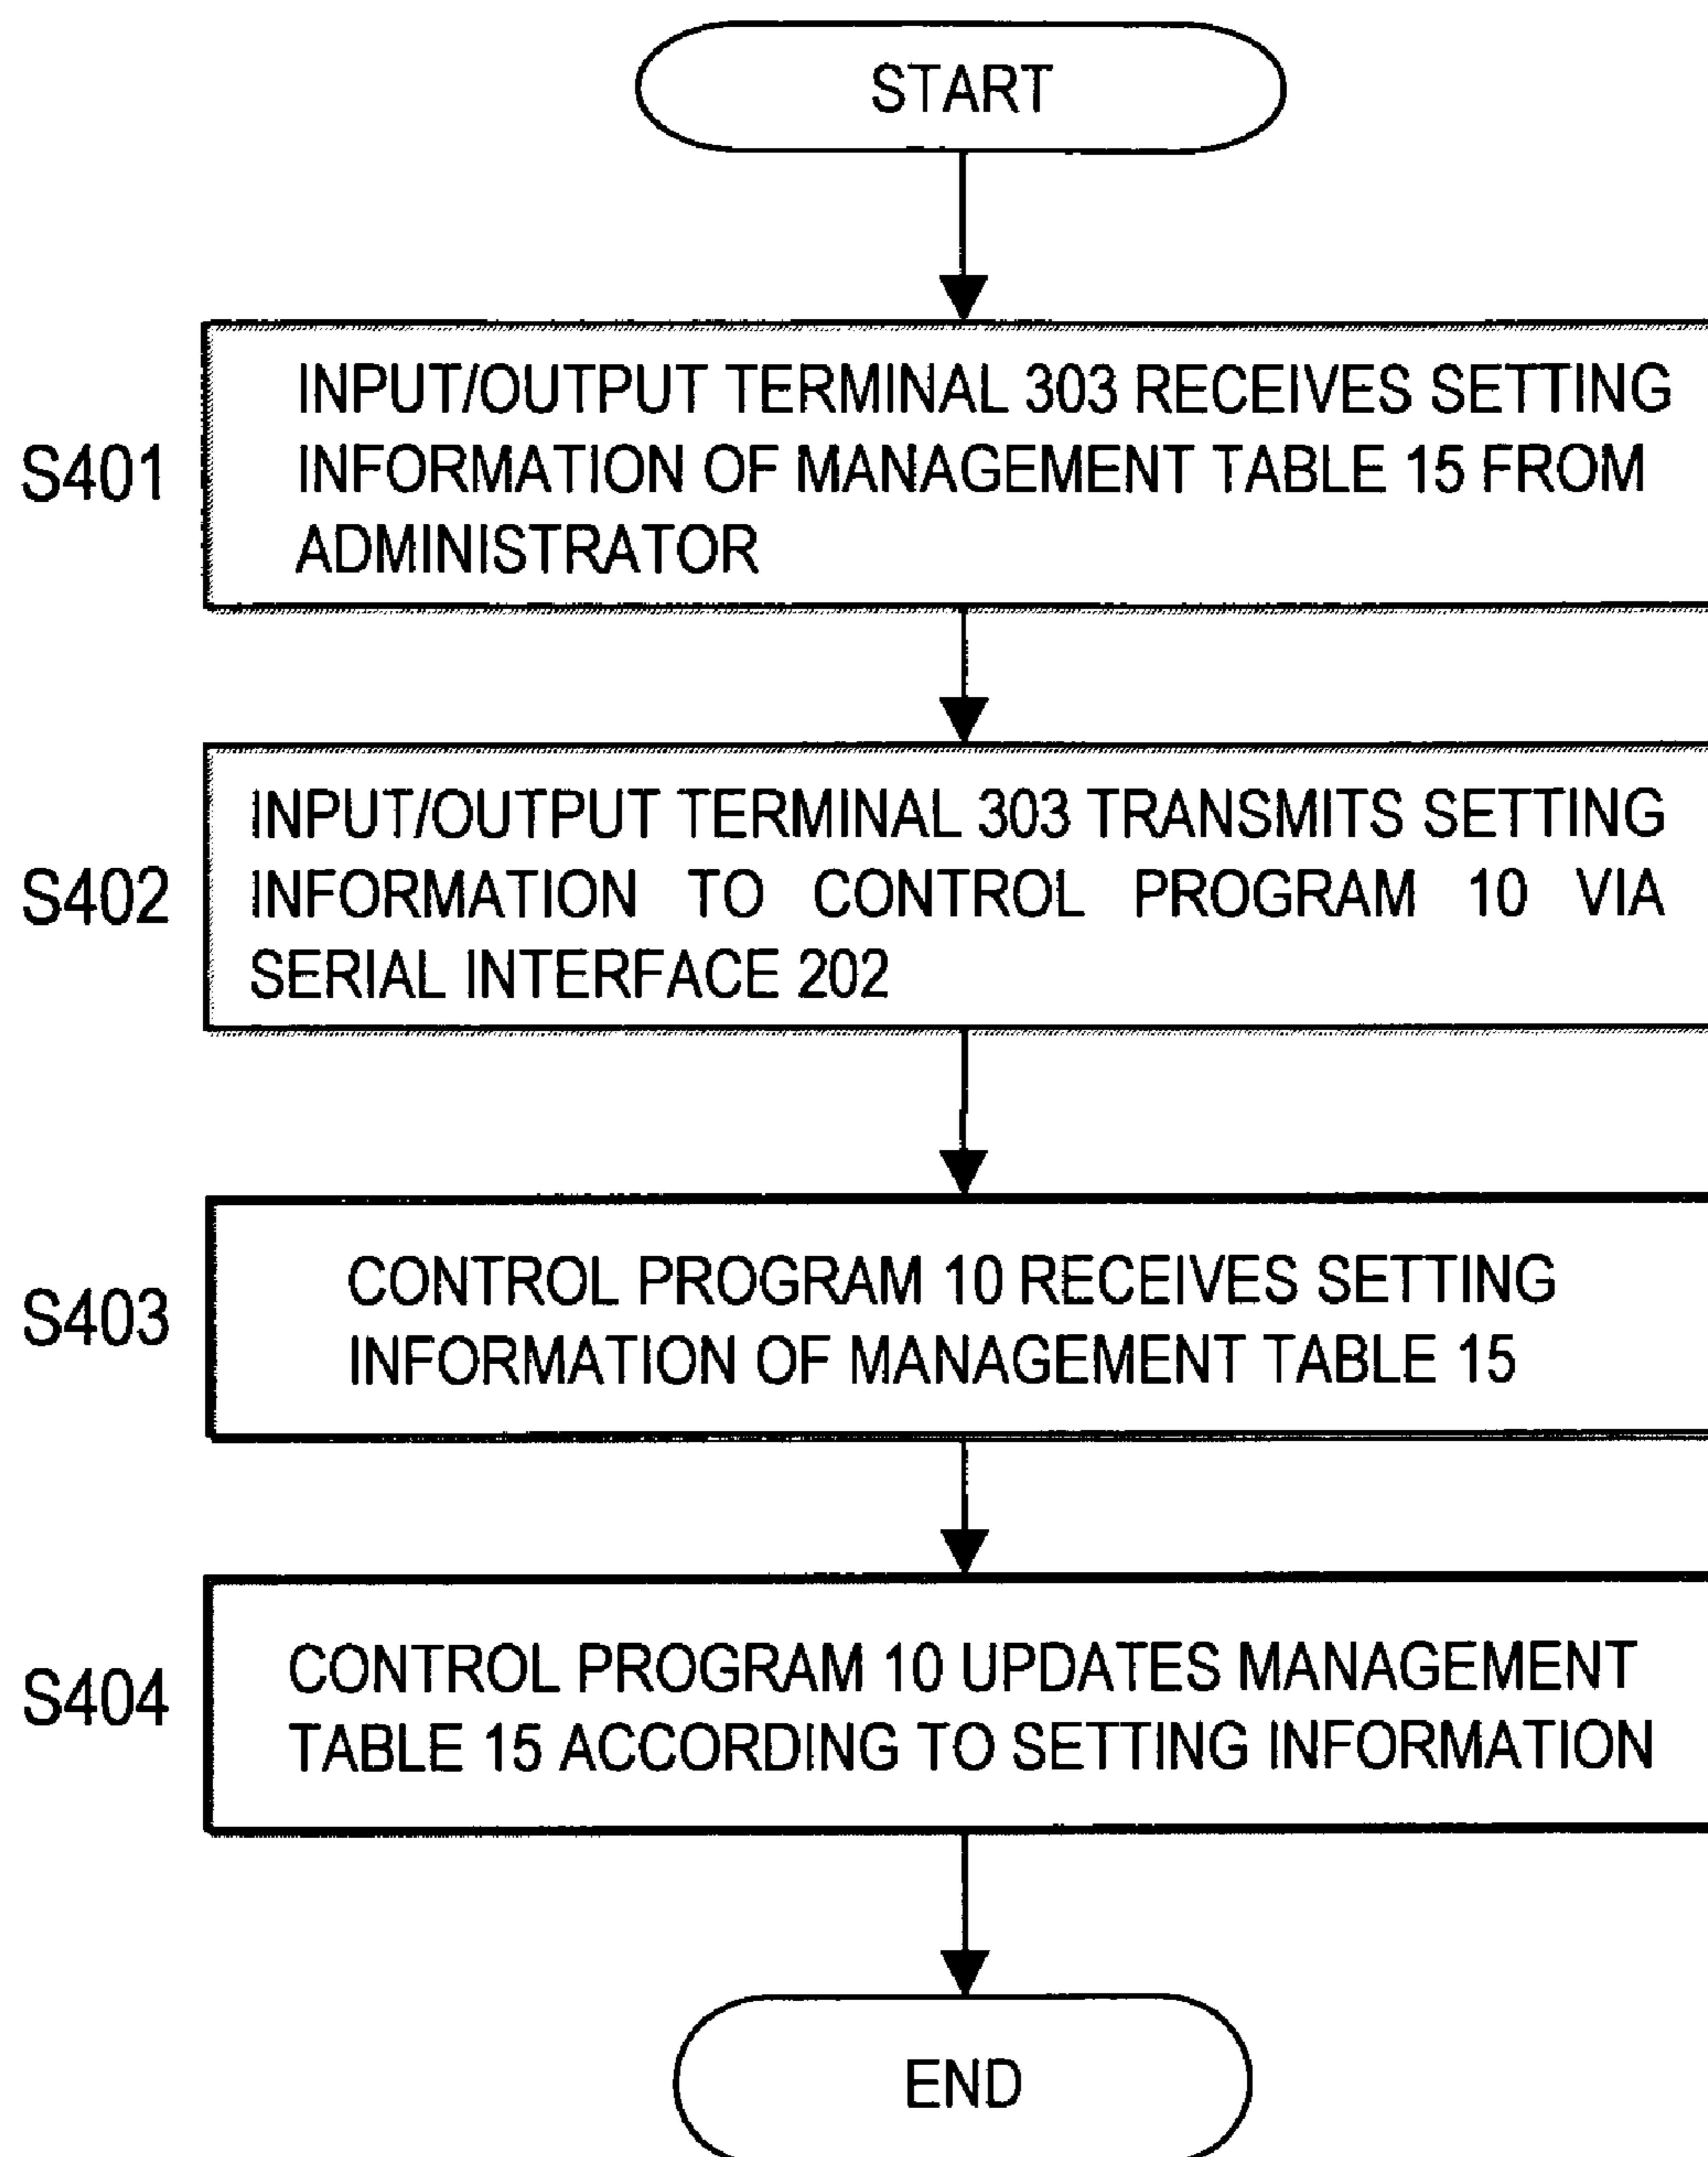 START
S401
INPUT/OUTPUT TERMINAL 303 RECEIVES SETTING
INFORMATION OF MANAGEMENT TABLE 15 FROM
ADMINISTRATOR
S402
INPUT/OUTPUT TERMINAL 303 TRANSMITS SETTING
INFORMATION TO CONTROL PROGRAM 10 VIA
SERIAL INTERFACE 202
S403
CONTROL PROGRAM 10 RECEIVES SETTING
INFORMATION OF MANAGEMENT TABLE 15
S404
CONTROL PROGRAM 10 UPDATES MANAGEMENT
TABLE 15 ACCORDING TO SETTING INFORMATION
END